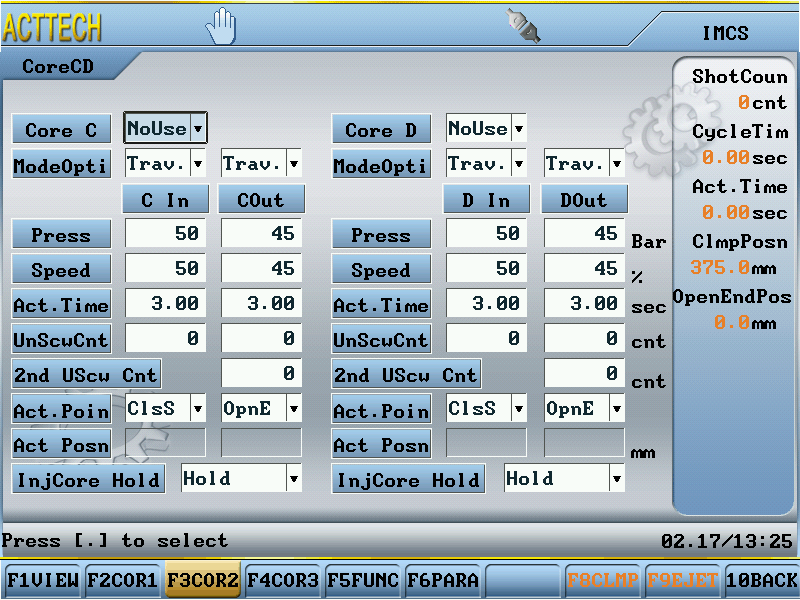 ACTTECH
IMCS
CoreCD
ShotCoun
0cnt
CycleTim
0.00sec
Act.Time
0.00sec
ClmpPosn
375.0mm
OpenEndPos
0.0mm
Core C NoUse Core D NoUse
ModeOpti Trav. Trav. ModeOpti Trav. Trav.
C In COut D In DOut
Press 50 45 Press 50 45 Bar
Speed 50 45 Speed 50 45 %
Act.Time 3.00 3.00 Act.Time 3.00 3.00 sec
UnScwCnt 0 0 UnScwCnt 0 0 cnt
2nd UScw Cnt 0 2nd UScw Cnt 0 cnt
Act.Poin ClsS OpnE Act.Poin ClsS OpnE
Act Posn Act Posn mm
InjCore Hold Hold InjCore Hold Hold
Press [.] to select 02.17/13:25
F1VIEW F2COR1 F3COR2 F4COR3 F5FUNC F6PARA F8CLMP F9EJET 10BACK